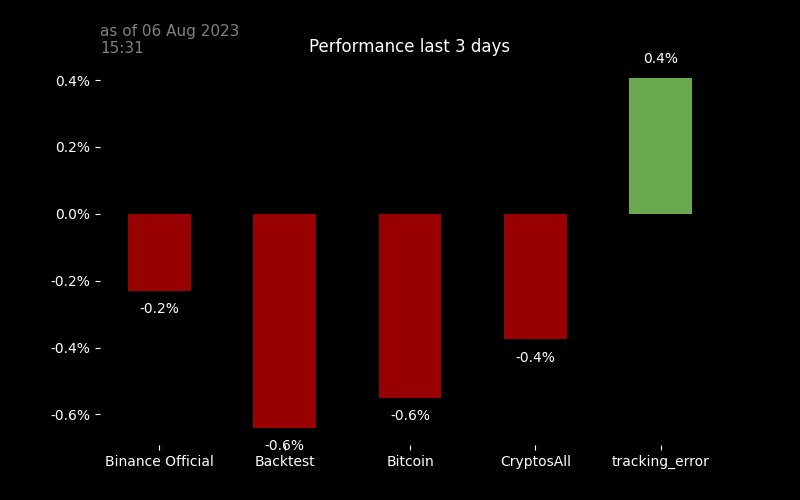 as of 06 Aug 2023
15:31
Performance last 3 days
0.4%
0.4%
0.2%
0.0%
-0.2%
-0.2%
-0.4%
-0.4%
-0.6%
-0.6%
-0.6%
Binance Official
Backtest
Bitcoin
CryptosAll
tracking_error